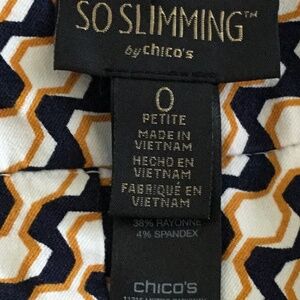 SO SLIMMING™
by chico's
0
PETITE
MADE IN
VIETNAM
HECHO EN
VIETNAM
FABRIQUÉ EN
VIETNAM
38% RAYONNE
4% SPANDEX
chico's